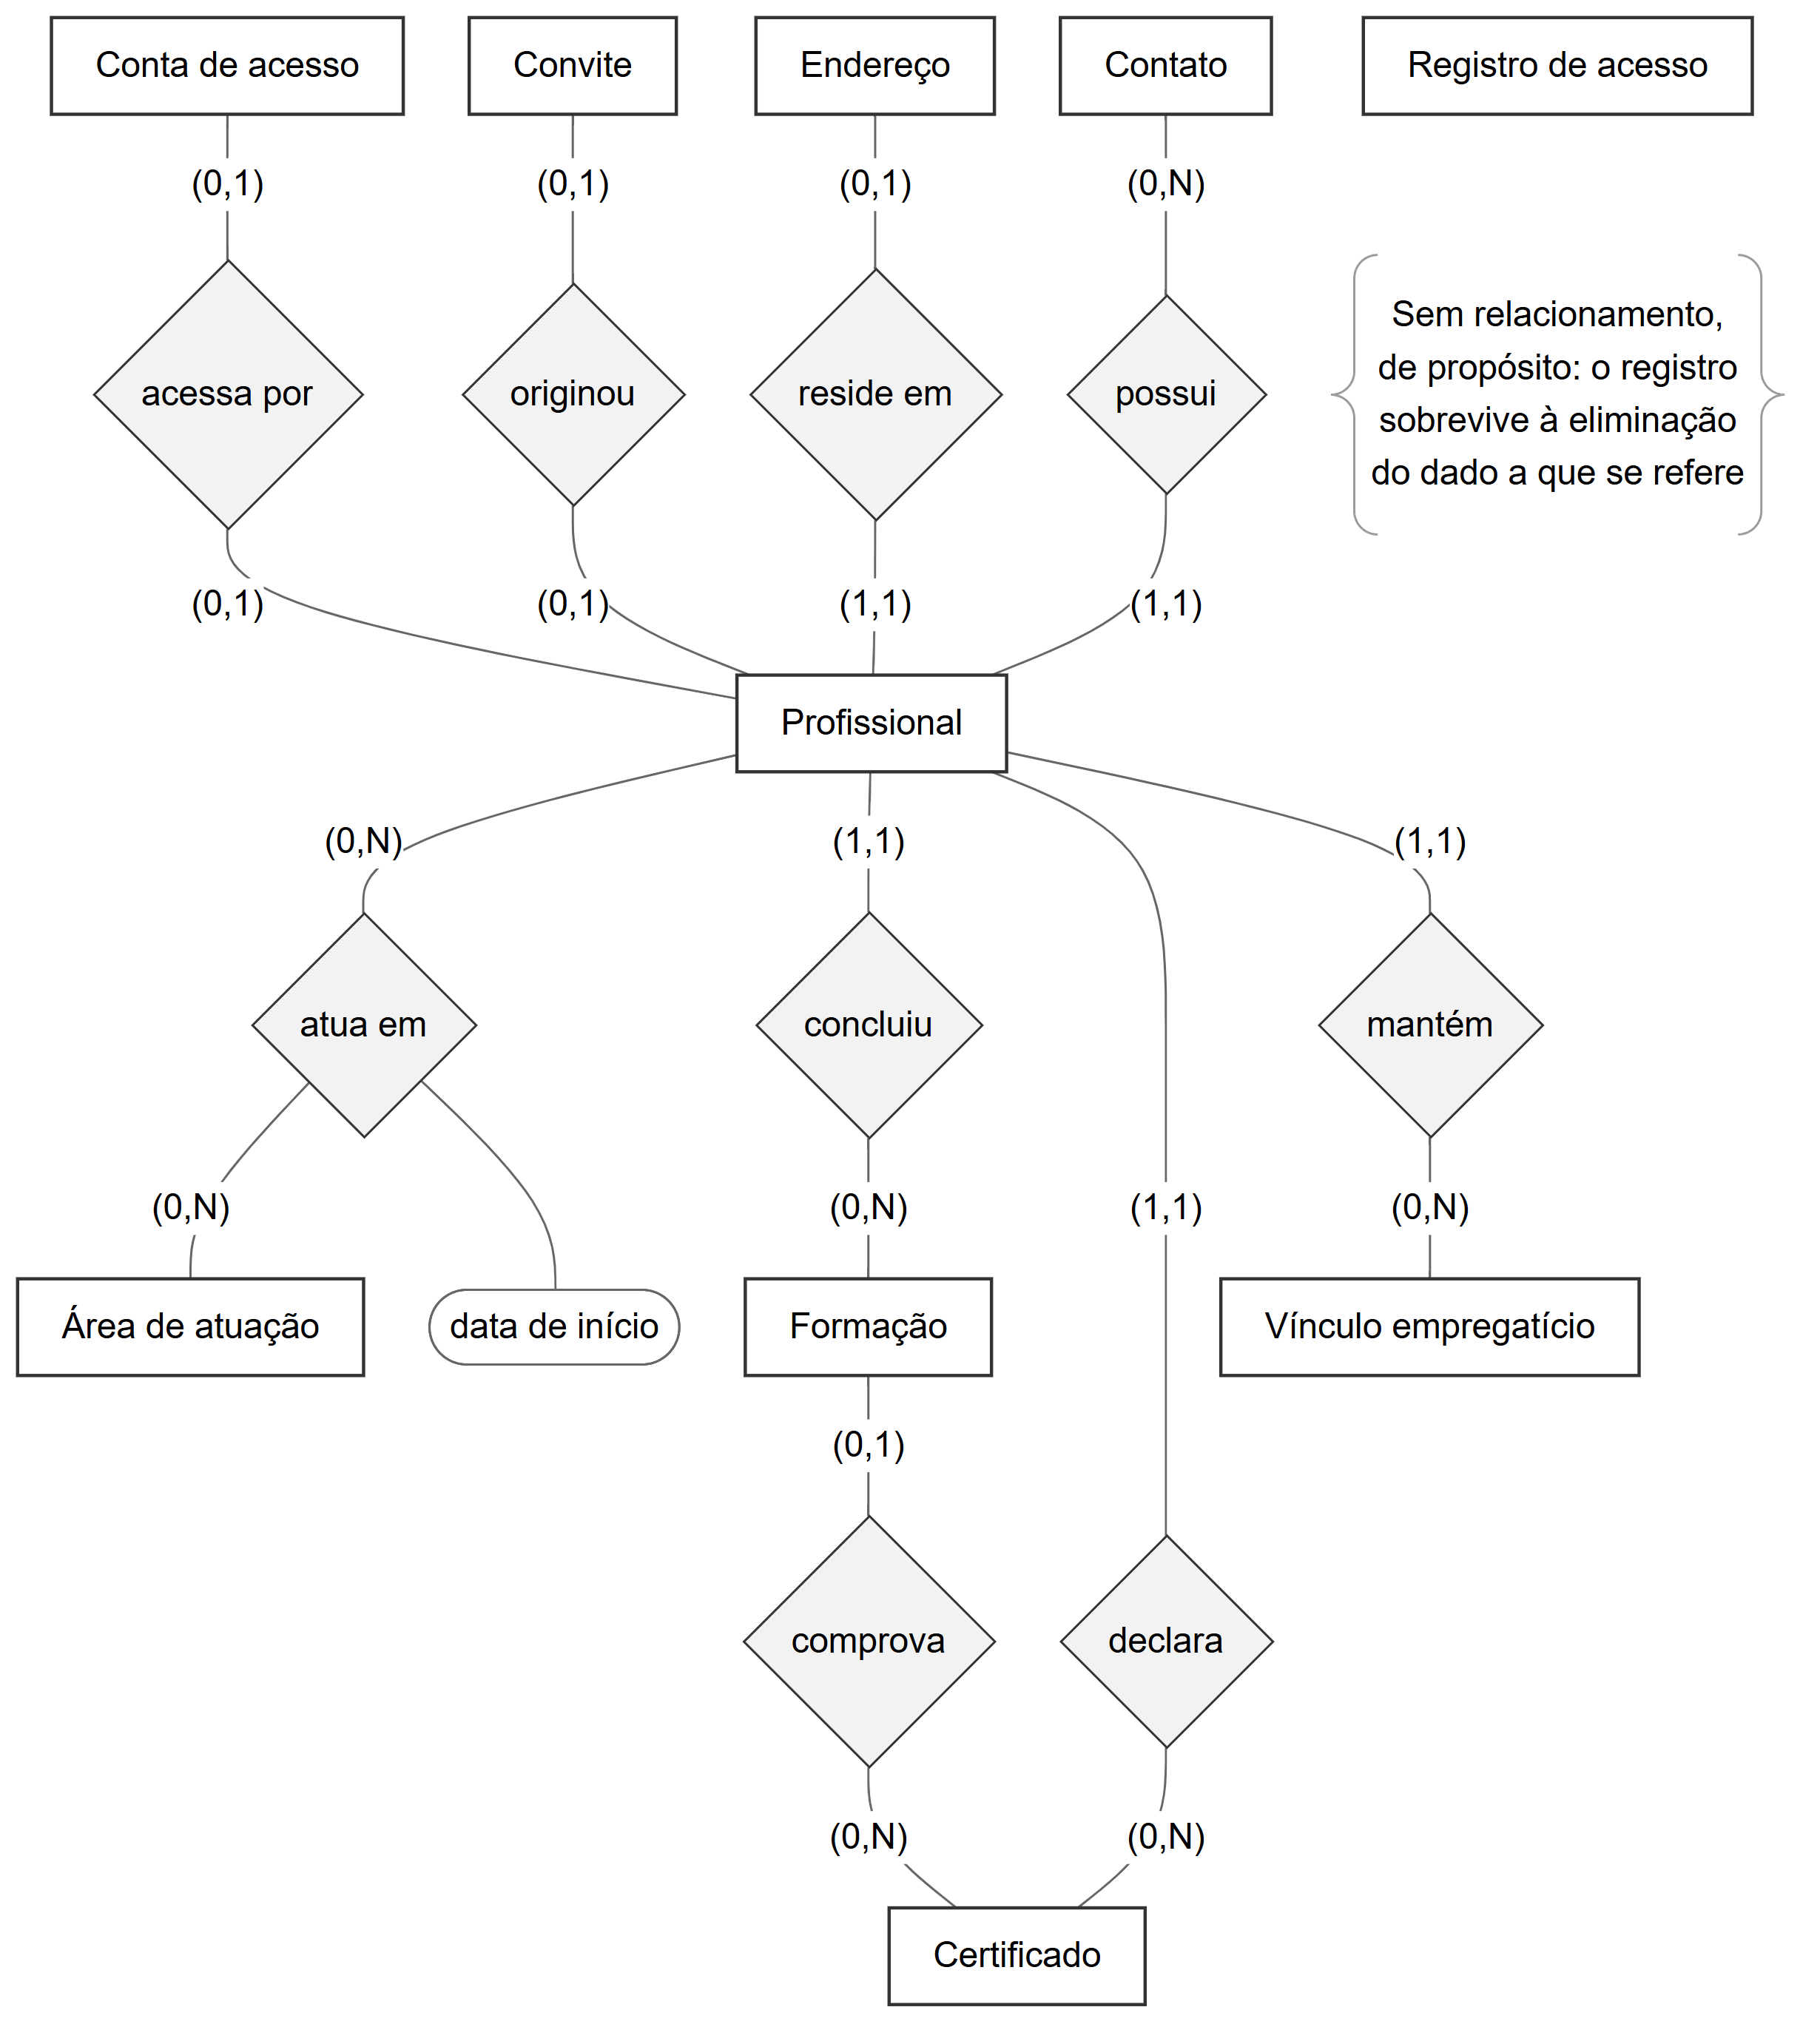 Conta de acesso
Convite
Endereço
Contato
Registro de acesso
(0,1)
(0,1)
(0,1)
(0,N)
acessa por
originou
reside em
possui
Sem relacionamento,
de propósito: o registro
sobrevive à eliminação
do dado a que se refere
(0,1)
(0,1)
(1,1)
(1,1)
Profissional
(0,N)
(1,1)
(1,1)
atua em
concluiu
mantém
(0,N)
(0,N)
(1,1)
(0,N)
Área de atuação
data de início
Formação
Vínculo empregatício
(0,1)
comprova
declara
(0,N)
(0,N)
Certificado